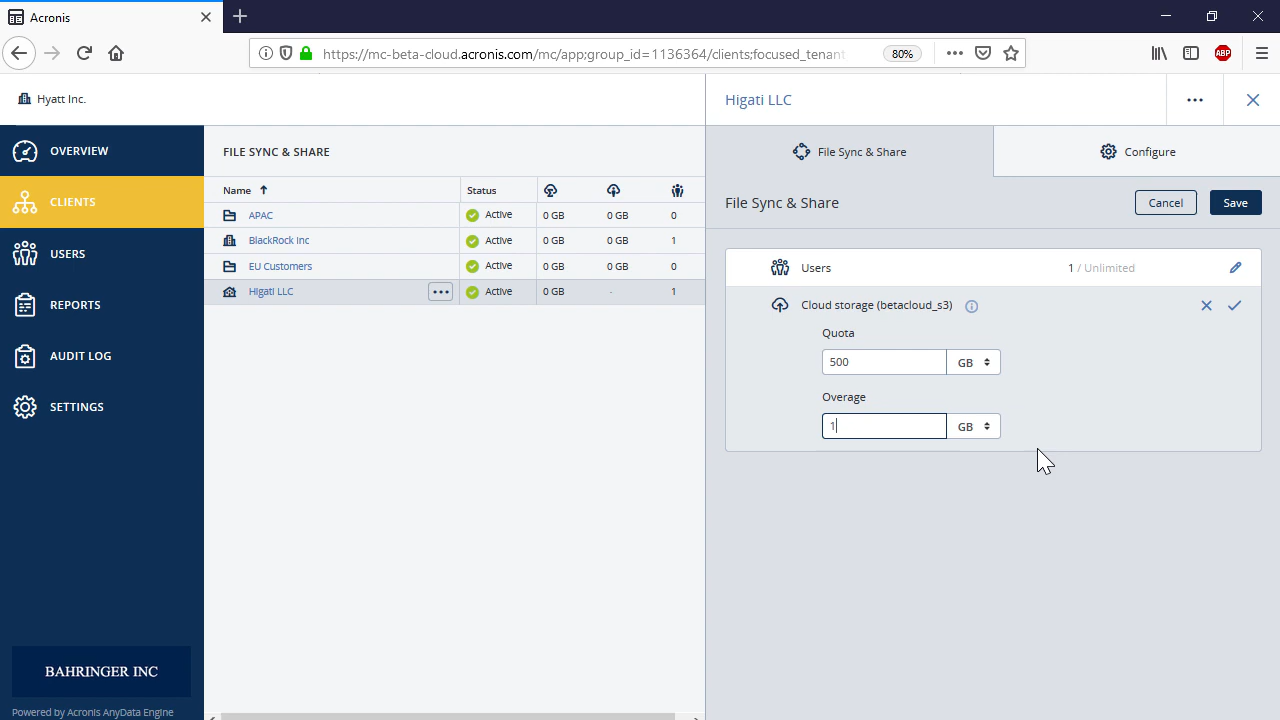 Acronis
https://mc-beta-cloud.acronis.com/mc/app;group_id=1136364/clients;focused_tenant
80%
ABP
Hyatt Inc.
Higati LLC
OVERVIEW
CLIENTS
USERS
REPORTS
AUDIT LOG
SETTINGS
BAHRINGER INC
Powered by Acronis AnyData Engine
FILE SYNC & SHARE
Name Status
APAC Active 0 GB 0 GB 0
BlackRock Inc Active 0 GB 0 GB 1
EU Customers Active 0 GB 0 GB 0
Higati LLC Active 0 GB - 1
File Sync & Share Configure
File Sync & Share Cancel Save
Users 1 / Unlimited
Cloud storage (betacloud_s3)
Quota
500 GB
Overage
1 GB